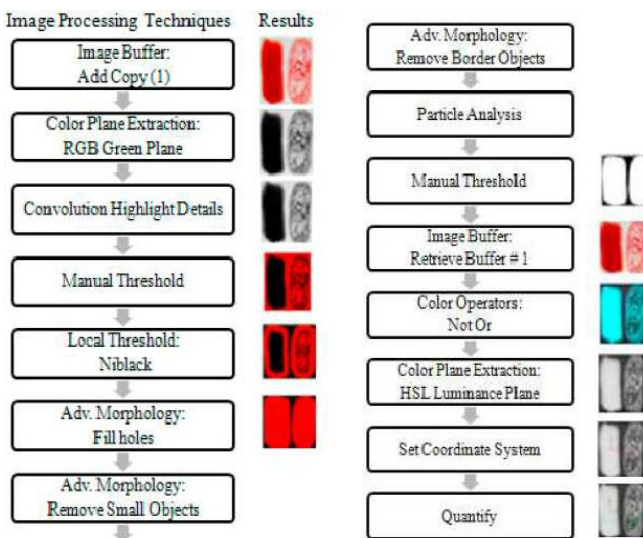 Image Processing Techniques Results
Image Buffer:
Add Copy (1)
Color Plane Extraction:
RGB Green Plane
Convolution Highlight Details
Manual Threshold
Local Threshold:
Niblack
Adv. Morphology:
Fill holes
Adv. Morphology:
Remove Small Objects
Adv. Morphology:
Remove Border Objects
Particle Analysis
Manual Threshold
Image Buffer:
Retrieve Buffer # 1
Color Operators:
Not Or
Color Plane Extraction:
HSL Luminance Plane
Set Coordinate System
Quantify